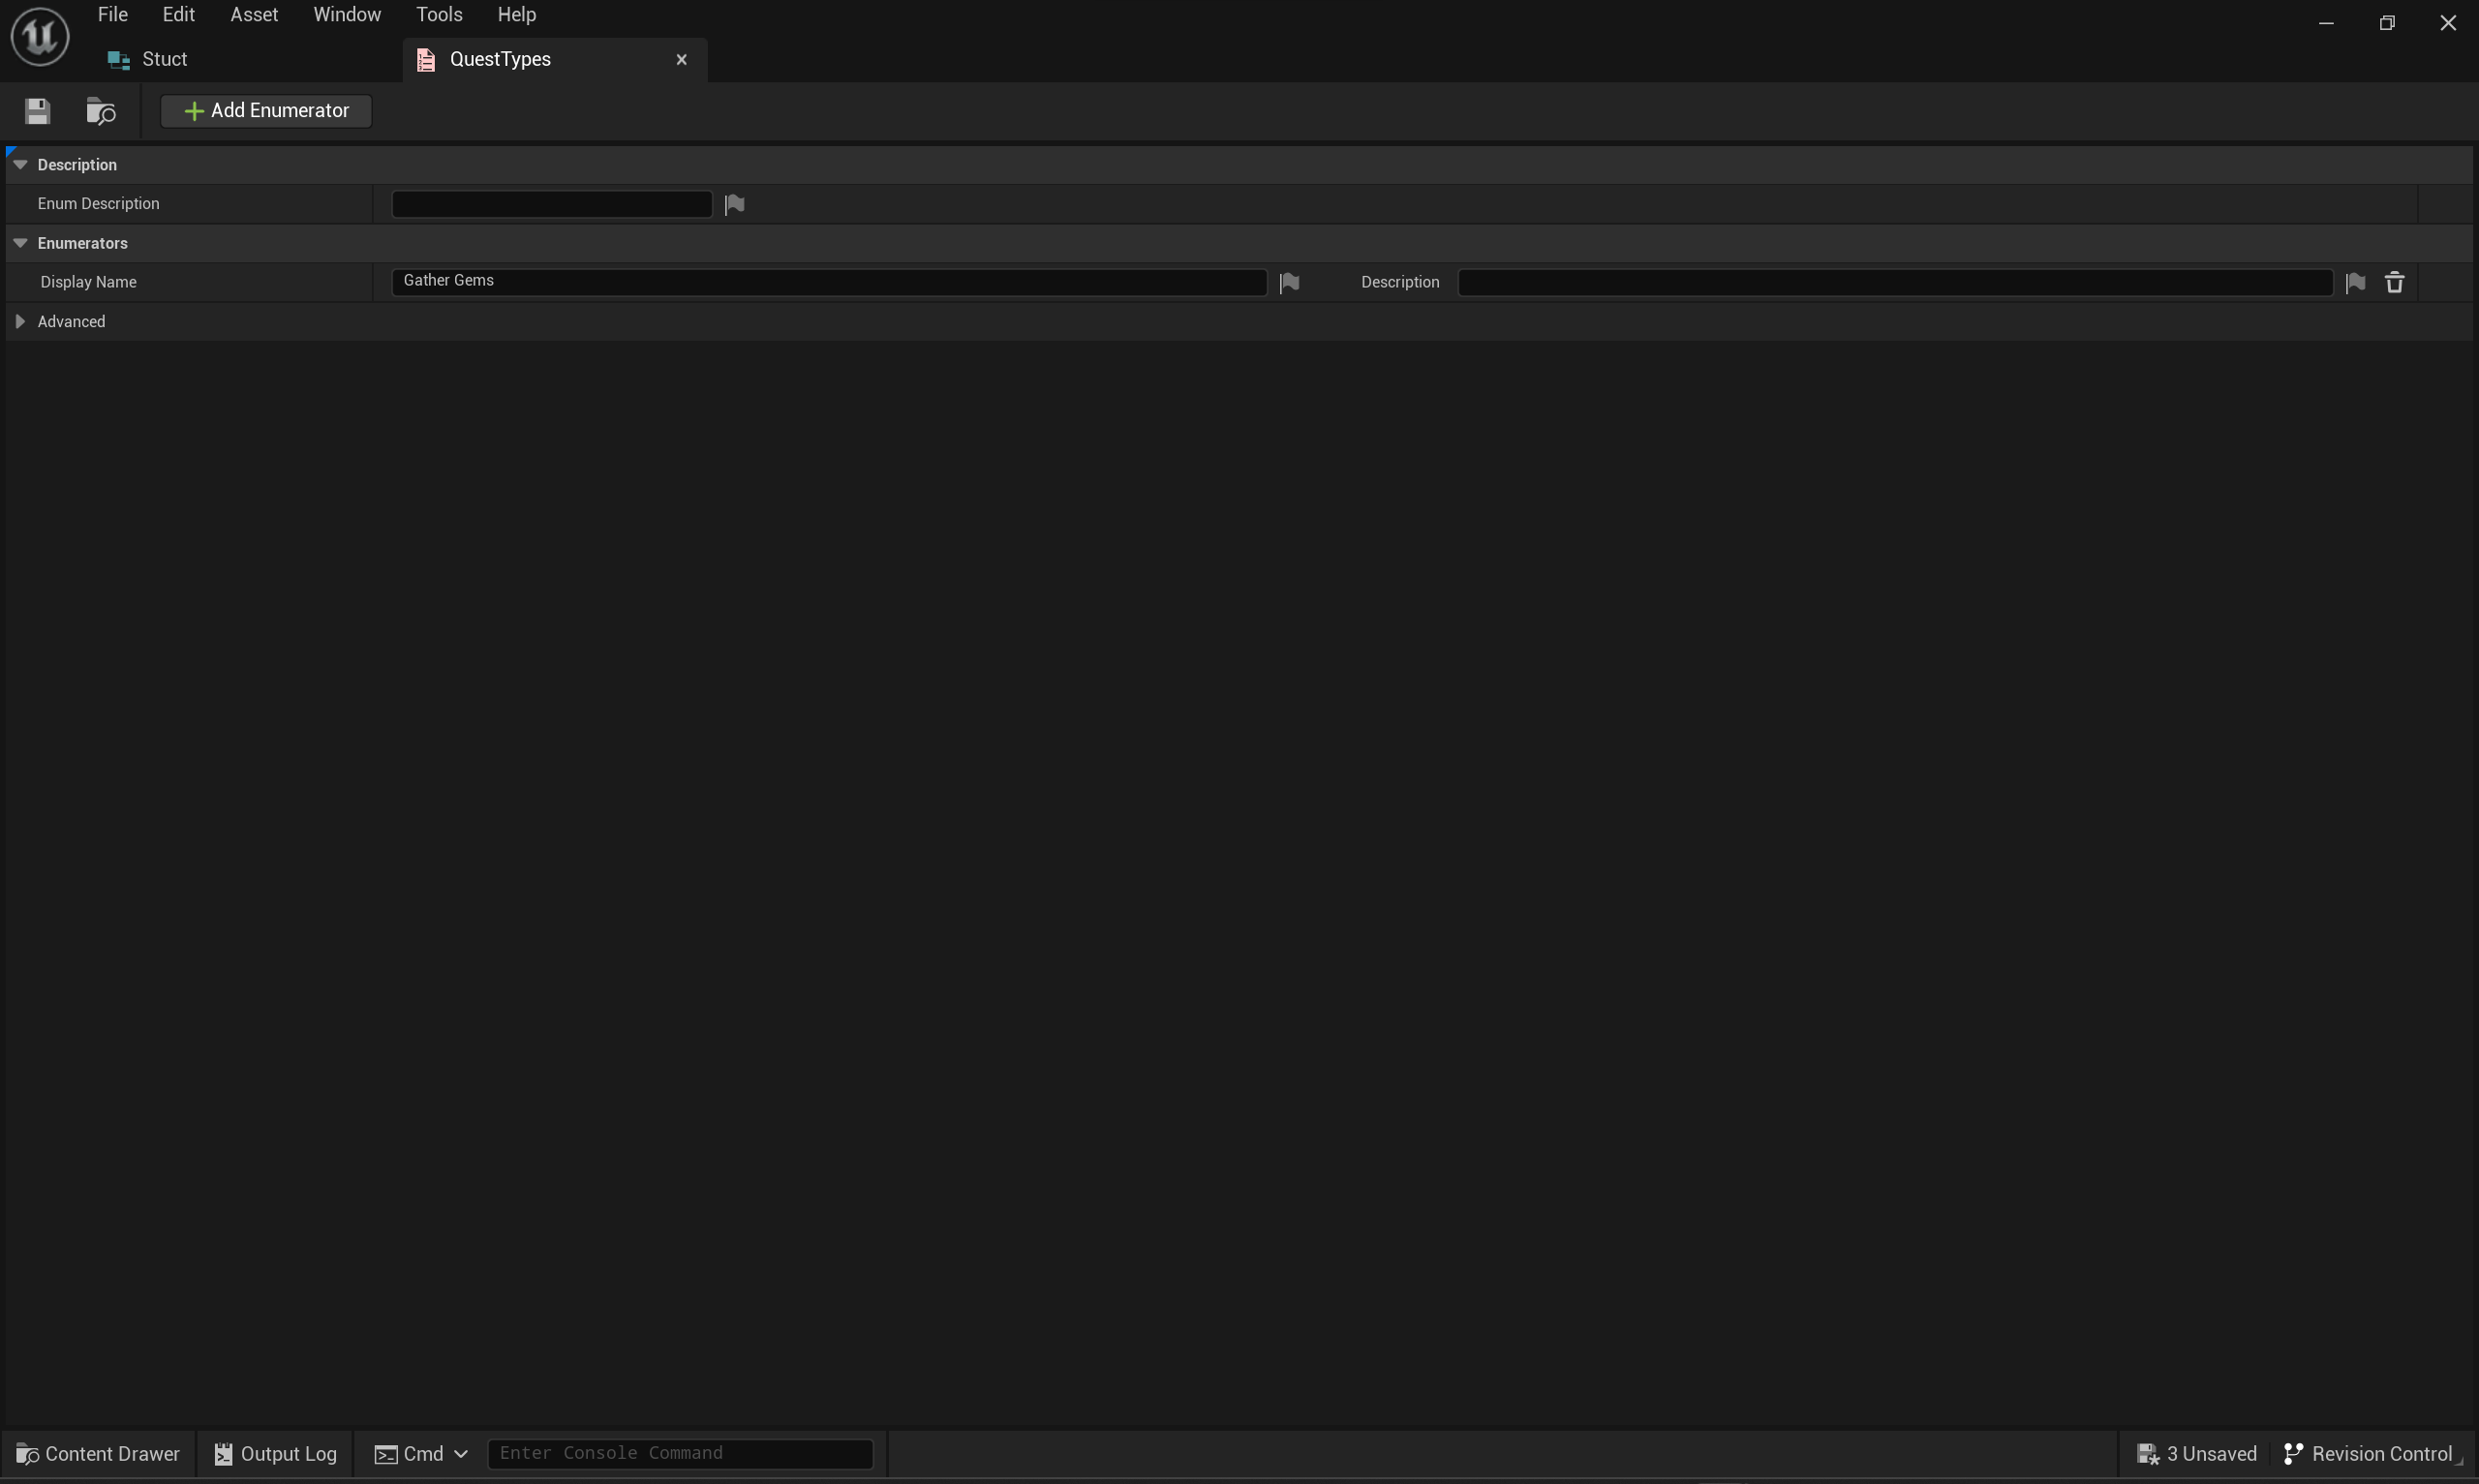 File Edit Asset Window Tools Help
Stuct QuestTypes
Add Enumerator
Description
Enum Description
Enumerators
Display Name Gather Gems Description
Advanced
Content Drawer Output Log Cmd Enter Console Command 3 Unsaved Revision Control